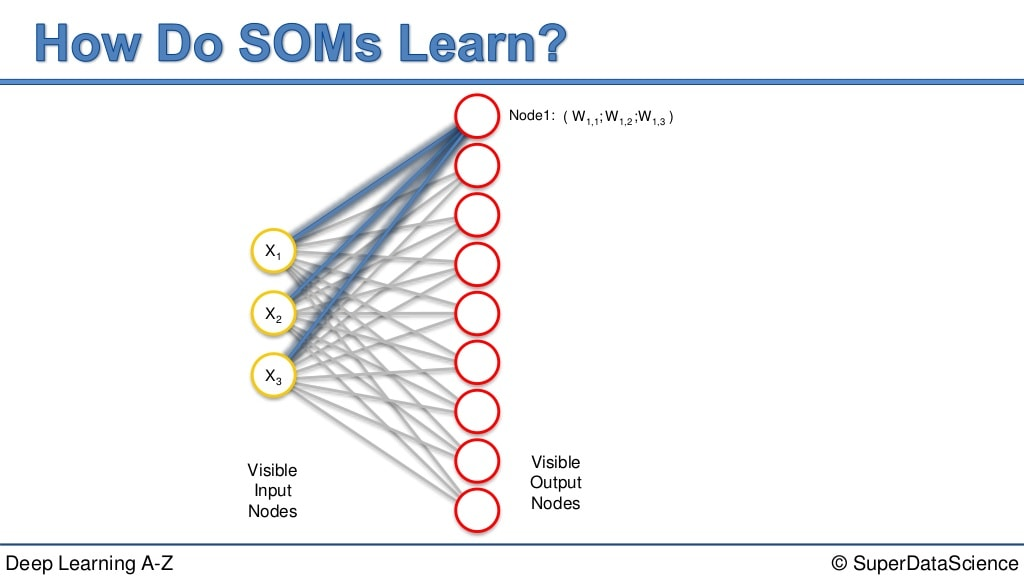 How Do SOMs Learn?
Node1: ( W1,1; W1,2 ;W1,3 )
X1
X2
X3
Visible
Input
Nodes
Visible
Output
Nodes
Deep Learning A-Z
© SuperDataScience